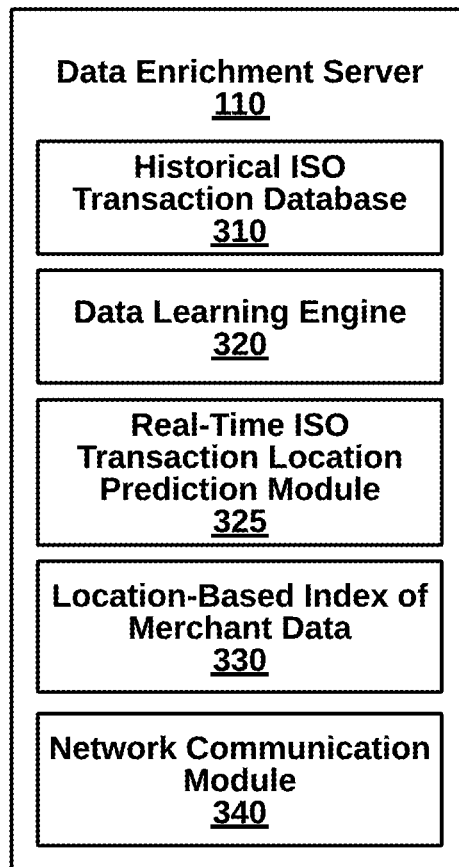 Data Enrichment Server
110
Historical ISO
Transaction Database
310
Data Learning Engine
320
Real-Time ISO
Transaction Location
Prediction Module
325
Location-Based Index of
Merchant Data
330
Network Communication
Module
340